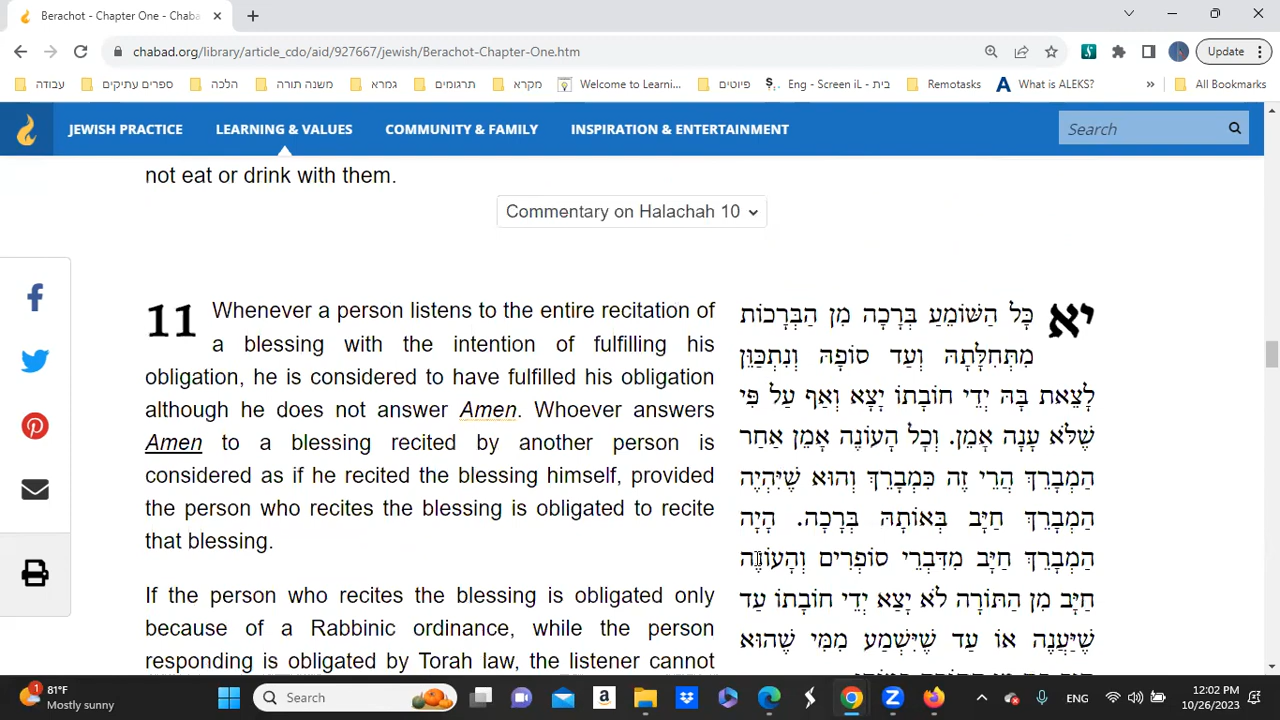 Berachot - Chapter One - Chaba
chabad.org/library/article_cdo/aid/927667/jewish/Berachot-Chapter-One.htm
Update
עבודה
ספרים עתיקים
הלכה
משנה תורה
גמרא
תרגומים
מקרא
Welcome to Learni...
פיוטים
Eng - Screen iL - בית
Remotasks
What is ALEKS?
All Bookmarks
JEWISH PRACTICE
LEARNING & VALUES
COMMUNITY & FAMILY
INSPIRATION & ENTERTAINMENT
Search
not eat or drink with them.
Commentary on Halachah 10
11 Whenever a person listens to the entire recitation of
a blessing with the intention of fulfilling his
obligation, he is considered to have fulfilled his obligation
although he does not answer Amen. Whoever answers
Amen to a blessing recited by another person is
considered as if he recited the blessing himself, provided
the person who recites the blessing is obligated to recite
that blessing.
If the person who recites the blessing is obligated only
because of a Rabbinic ordinance, while the person
responding is obligated by Torah law, the listener cannot
יא כָּל הַשּׁוֹמֵעַ בְּרָכָה מִן הַבְּרָכוֹת
מִתְּחִלָּתָהּ וְעַד סוֹפָהּ וְנִתְכַּוֵּן
לָצֵאת בָּהּ יְדֵי חוֹבָתוֹ יָצָא וְאַף עַל פִּי
שֶׁלֹּא עָנָה אָמֵן. וְכָל הָעוֹנֶה אָמֵן אַחַר
הַמְבָרֵךְ הֲרֵי זֶה כִּמְבָרֵךְ וְהוּא שֶׁיִּהְיֶה
הַמְבָרֵךְ חַיָּב בְּאוֹתָהּ בְּרָכָה. הָיָה
הַמְבָרֵךְ חַיָּב מִדִּבְרֵי סוֹפְרִים וְהָעוֹנֶה
חַיָּב מִן הַתּוֹרָה לֹא יָצָא יְדֵי חוֹבָתוֹ עַד
שֶׁיַּעֲנֶה אוֹ עַד שֶׁיִּשְׁמַע מִמִּי שֶׁהוּא
1
81°F
Mostly sunny
Search
ENG
12:02 PM
10/26/2023